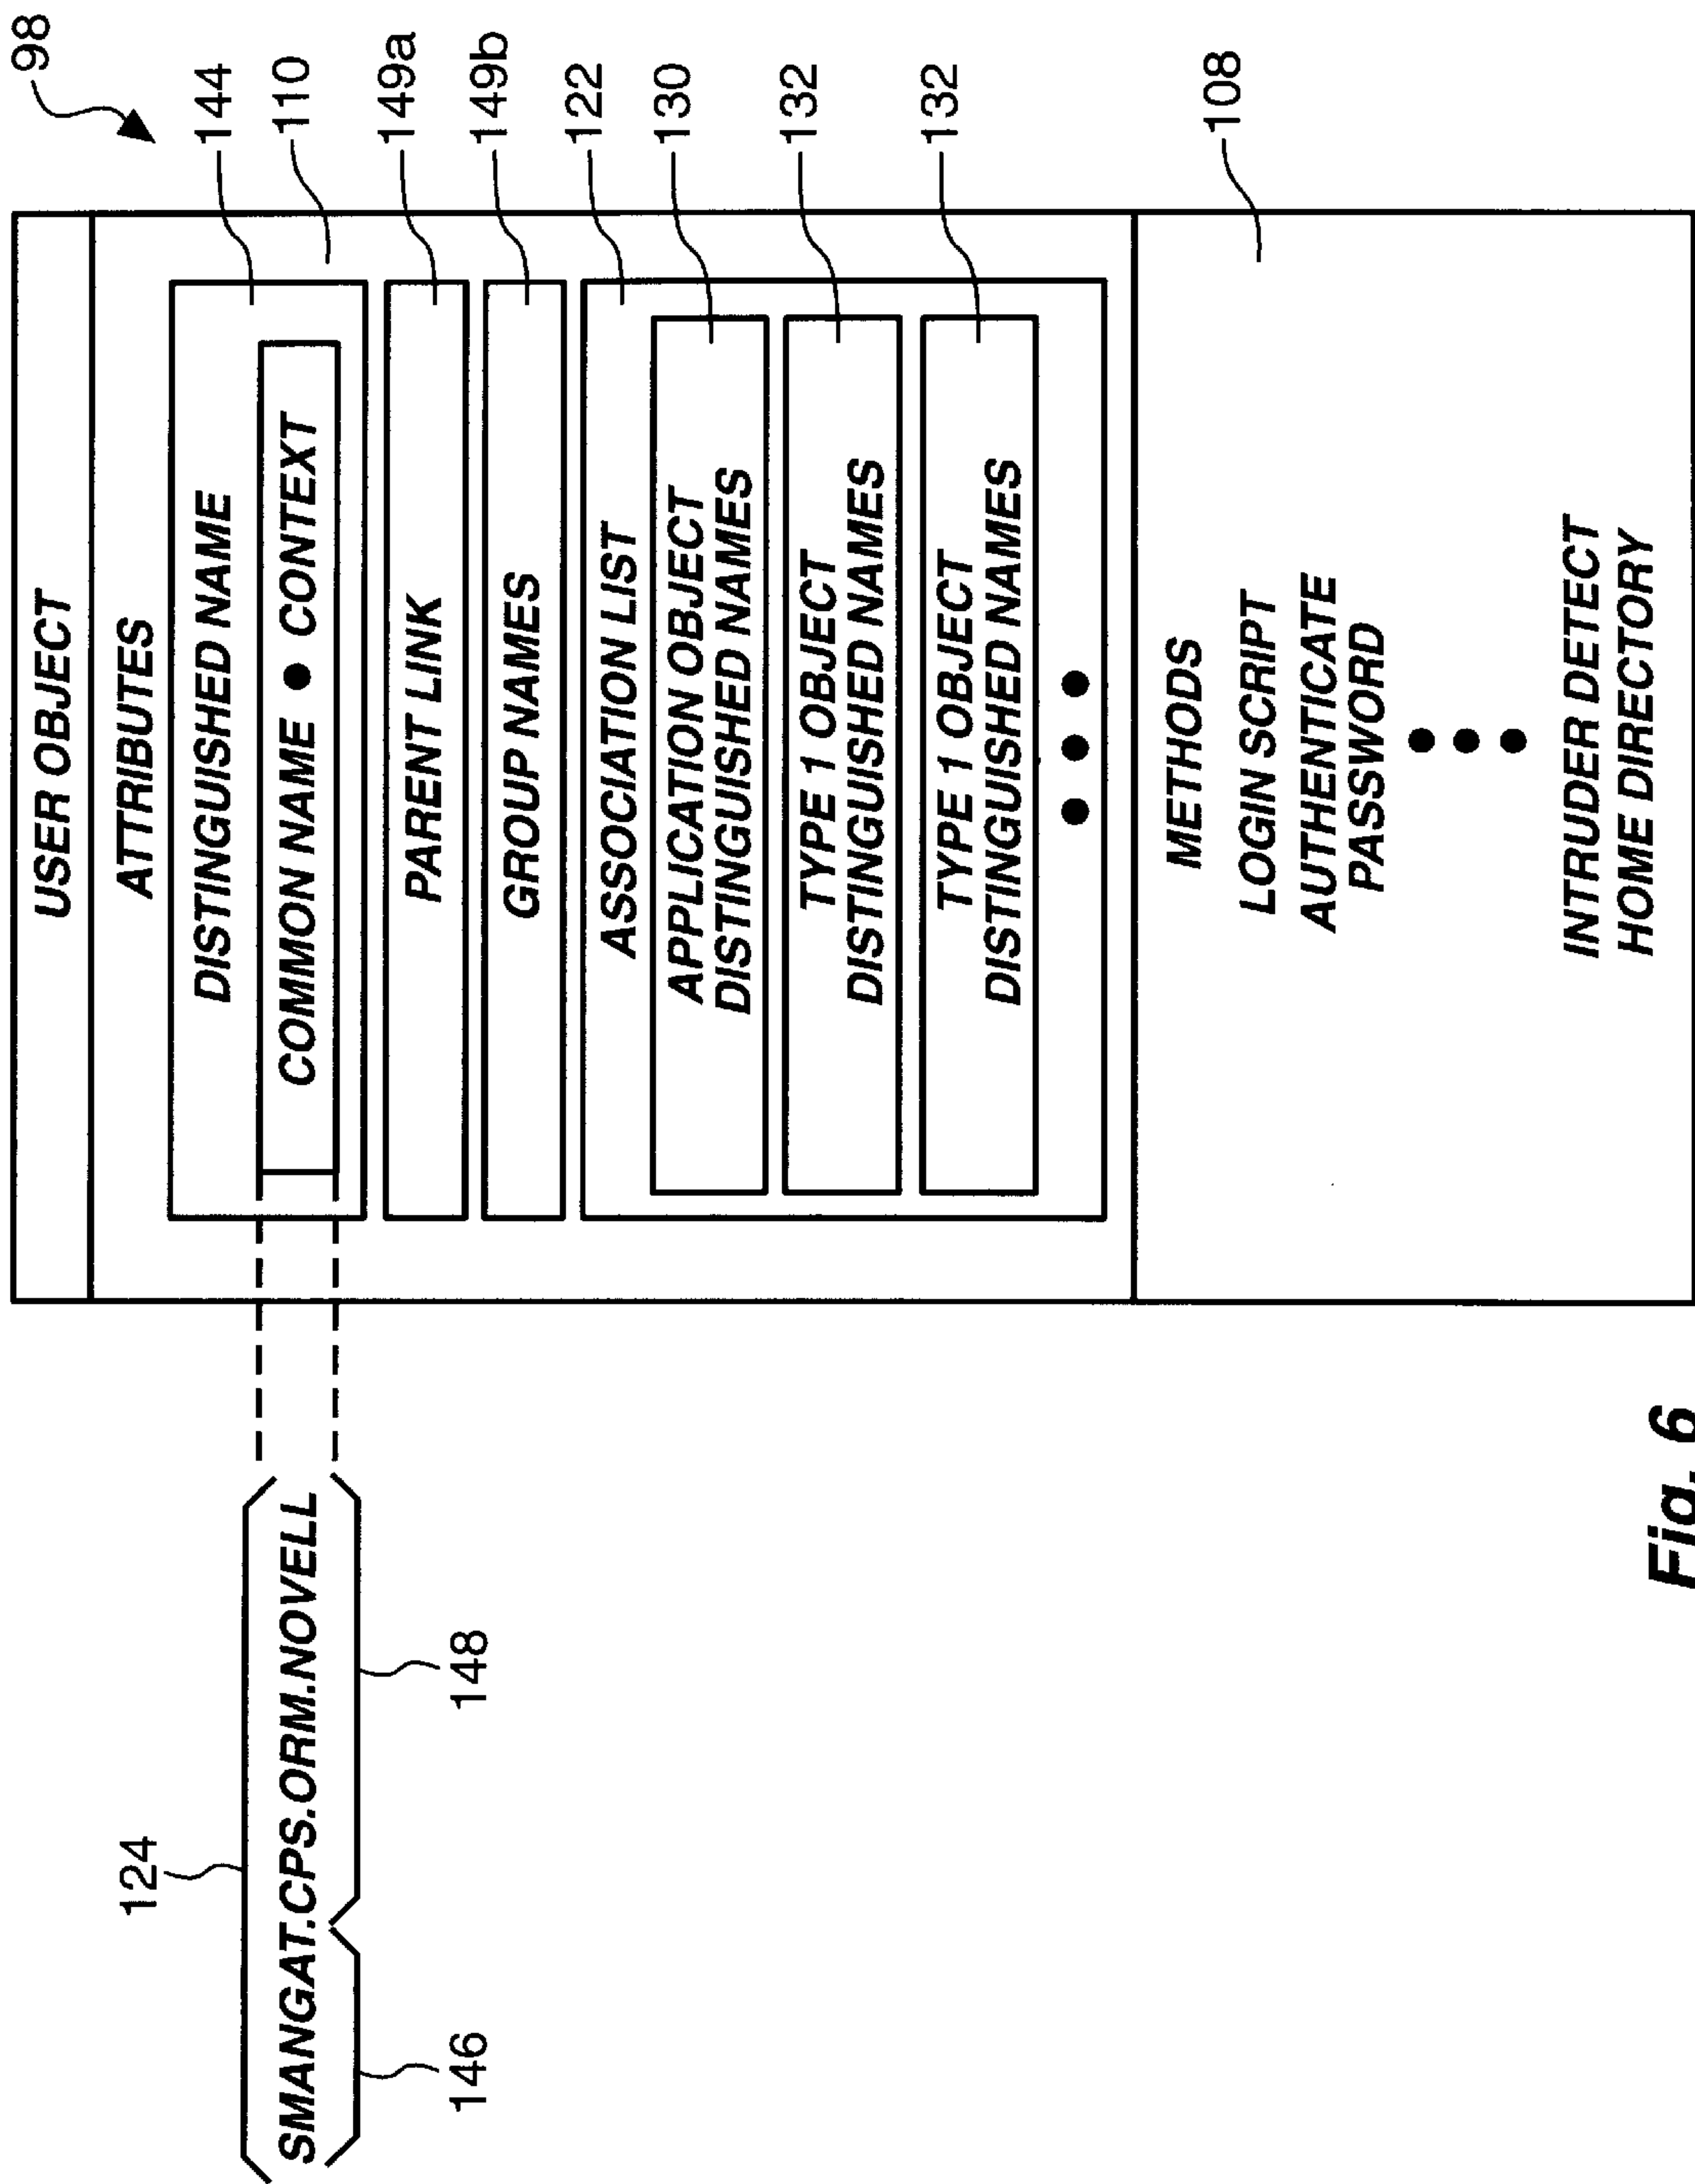 98
USER OBJECT
ATTRIBUTES
144
DISTINGUISHED NAME
110
124
SMANGAT.CPS.ORM.NOVELL
COMMON NAME ● CONTEXT
146
148
PARENT LINK
149a
GROUP NAMES
149b
ASSOCIATION LIST
122
APPLICATION OBJECT
DISTINGUISHED NAMES
130
TYPE 1 OBJECT
DISTINGUISHED NAMES
132
TYPE 1 OBJECT
DISTINGUISHED NAMES
132
● ● ●
METHODS
108
LOGIN SCRIPT
AUTHENTICATE
PASSWORD
●
●
●
INTRUDER DETECT
HOME DIRECTORY
Fig. 6